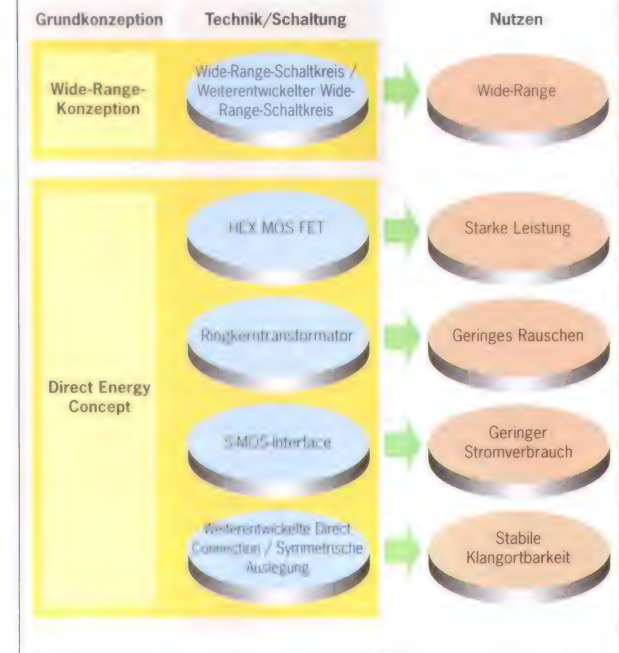 Grundkonzeption Technik/Schaltung Nutzen
Wide-Range-
Konzeption
Wide-Range-Schaltkreis /
Weiterentwickelter Wide-
Range-Schaltkreis
Wide-Range
Direct Energy
Concept
HEX MOS FET
Starke Leistung
Ringkerntransformator
Geringes Rauschen
S-MOS-Interface
Geringer
Stromverbrauch
Weiterentwickelte Direct
Connection / Symmetrische
Auslegung
Stabile
Klangortbarkeit